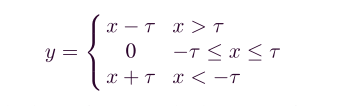 y = { x − τ   x > τ
0   −τ ≤ x ≤ τ
x + τ   x < −τ